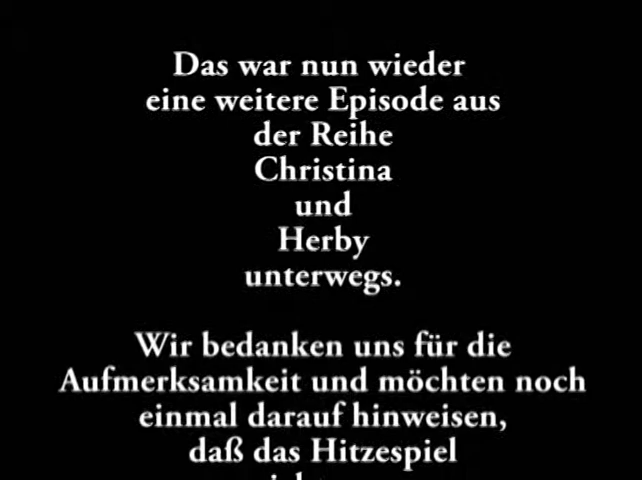 Das war nun wieder
eine weitere Episode aus
der Reihe
Christina
und
Herby
unterwegs.
Wir bedanken uns für die
Aufmerksamkeit und möchten noch
einmal darauf hinweisen,
daß das Hitzespiel